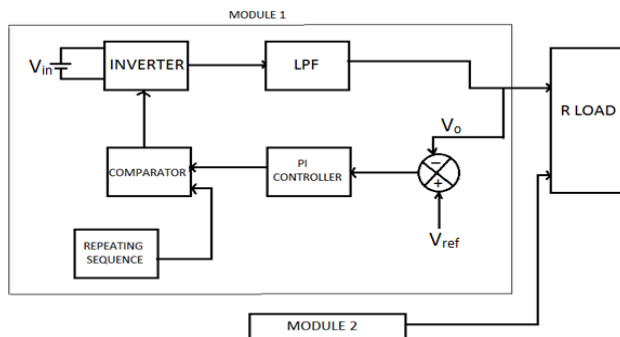 MODULE 1
Vin
INVERTER
LPF
R LOAD
Vo
COMPARATOR
PI
CONTROLLER
−
+
Vref
REPEATING
SEQUENCE
MODULE 2